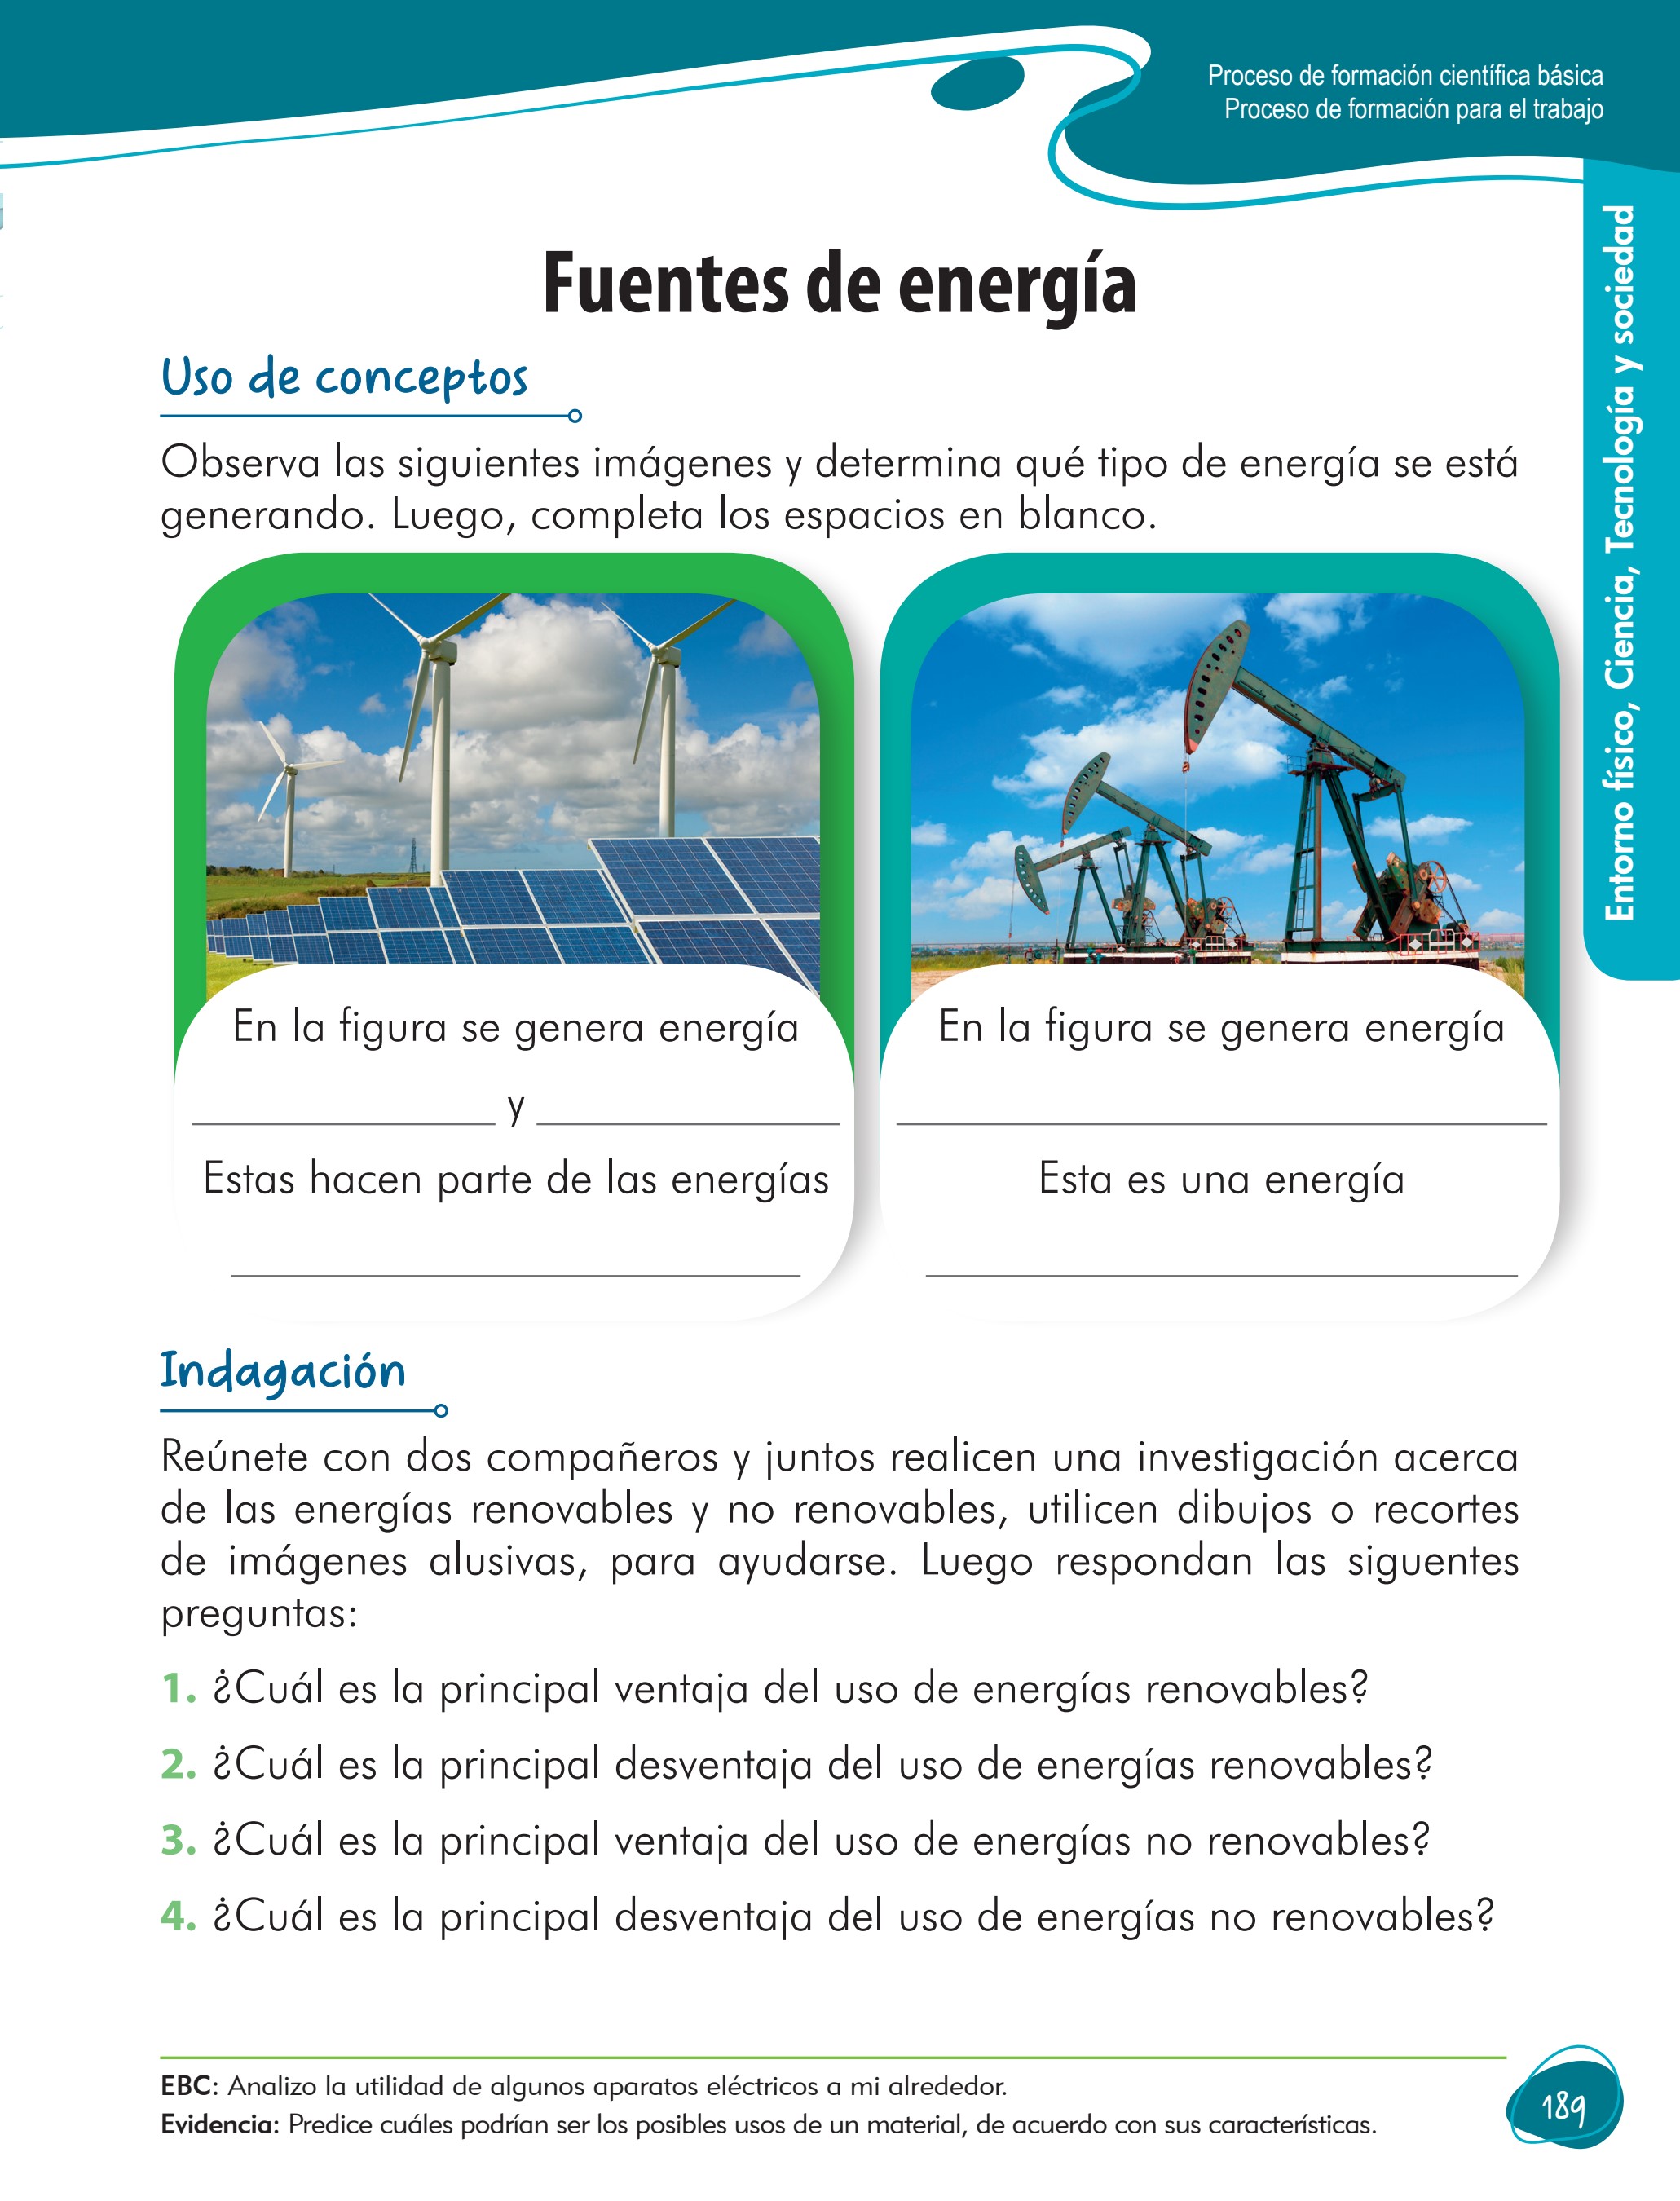 Proceso de formación científica básica
Proceso de formación para el trabajo
Entorno físico, Ciencia, Tecnología y sociedad
Fuentes de energía
Uso de conceptos
Observa las siguientes imágenes y determina qué tipo de energía se está
generando. Luego, completa los espacios en blanco.
En la figura se genera energía
y
Estas hacen parte de las energías
En la figura se genera energía
Esta es una energía
Indagación
Reúnete con dos compañeros y juntos realicen una investigación acerca
de las energías renovables y no renovables, utilicen dibujos o recortes
de imágenes alusivas, para ayudarse. Luego respondan las siguentes
preguntas:
1. ¿Cuál es la principal ventaja del uso de energías renovables?
2. ¿Cuál es la principal desventaja del uso de energías renovables?
3. ¿Cuál es la principal ventaja del uso de energías no renovables?
4. ¿Cuál es la principal desventaja del uso de energías no renovables?
EBC: Analizo la utilidad de algunos aparatos eléctricos a mi alrededor.
Evidencia: Predice cuáles podrían ser los posibles usos de un material, de acuerdo con sus características.
189